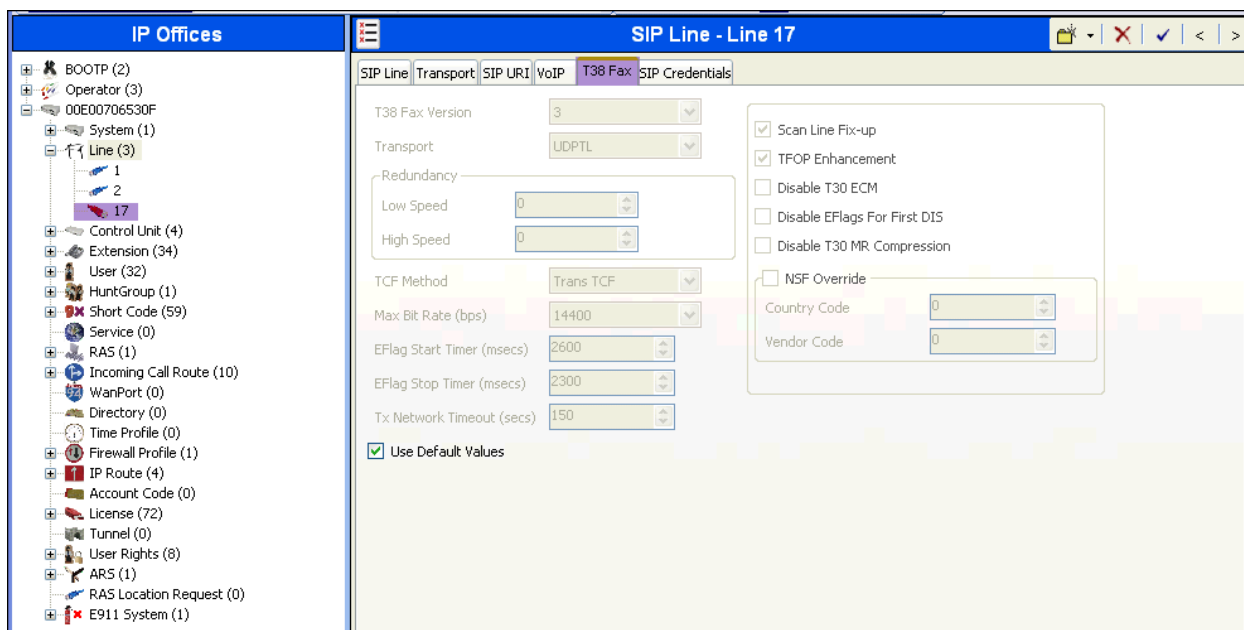 IP Offices
BOOTP (2)
Operator (3)
00E00706530F
System (1)
Line (3)
1
2
17
Control Unit (4)
Extension (34)
User (32)
HuntGroup (1)
Short Code (59)
Service (0)
RAS (1)
Incoming Call Route (10)
WanPort (0)
Directory (0)
Time Profile (0)
Firewall Profile (1)
IP Route (4)
Account Code (0)
License (72)
Tunnel (0)
User Rights (8)
ARS (1)
RAS Location Request (0)
E911 System (1)
SIP Line - Line 17
SIP Line Transport SIP URI VoIP T38 Fax SIP Credentials
T38 Fax Version 3
Transport UDPTL
Redundancy
Low Speed 0
High Speed 0
TCF Method Trans TCF
Max Bit Rate (bps) 14400
EFlag Start Timer (msecs) 2600
EFlag Stop Timer (msecs) 2300
Tx Network Timeout (secs) 150
Use Default Values
Scan Line Fix-up
TFOP Enhancement
Disable T30 ECM
Disable EFlags For First DIS
Disable T30 MR Compression
NSF Override
Country Code 0
Vendor Code 0